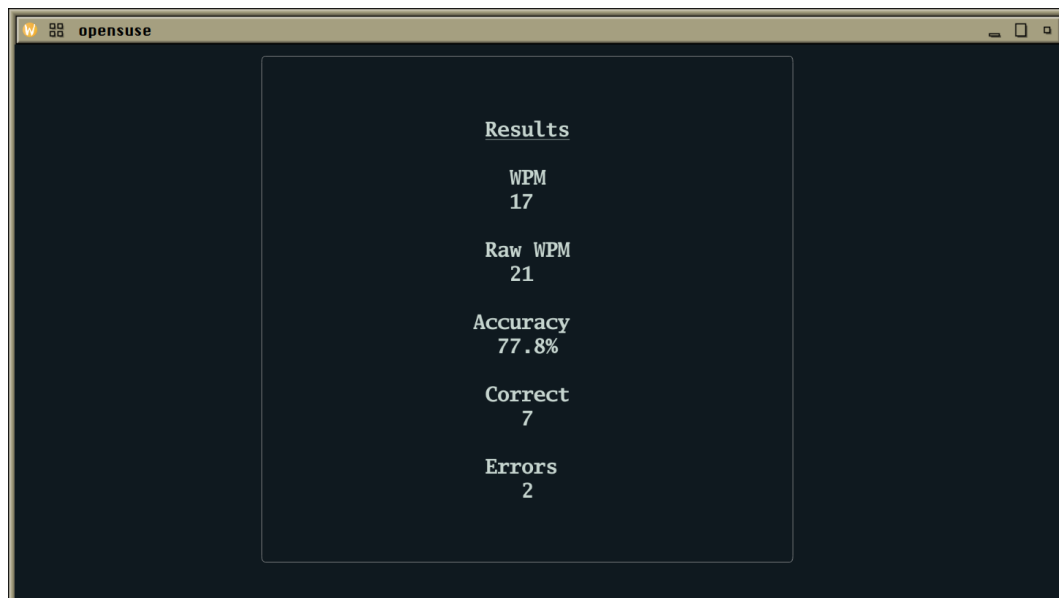 opensuse
Results
WPM
17
Raw WPM
21
Accuracy
77.8%
Correct
7
Errors
2